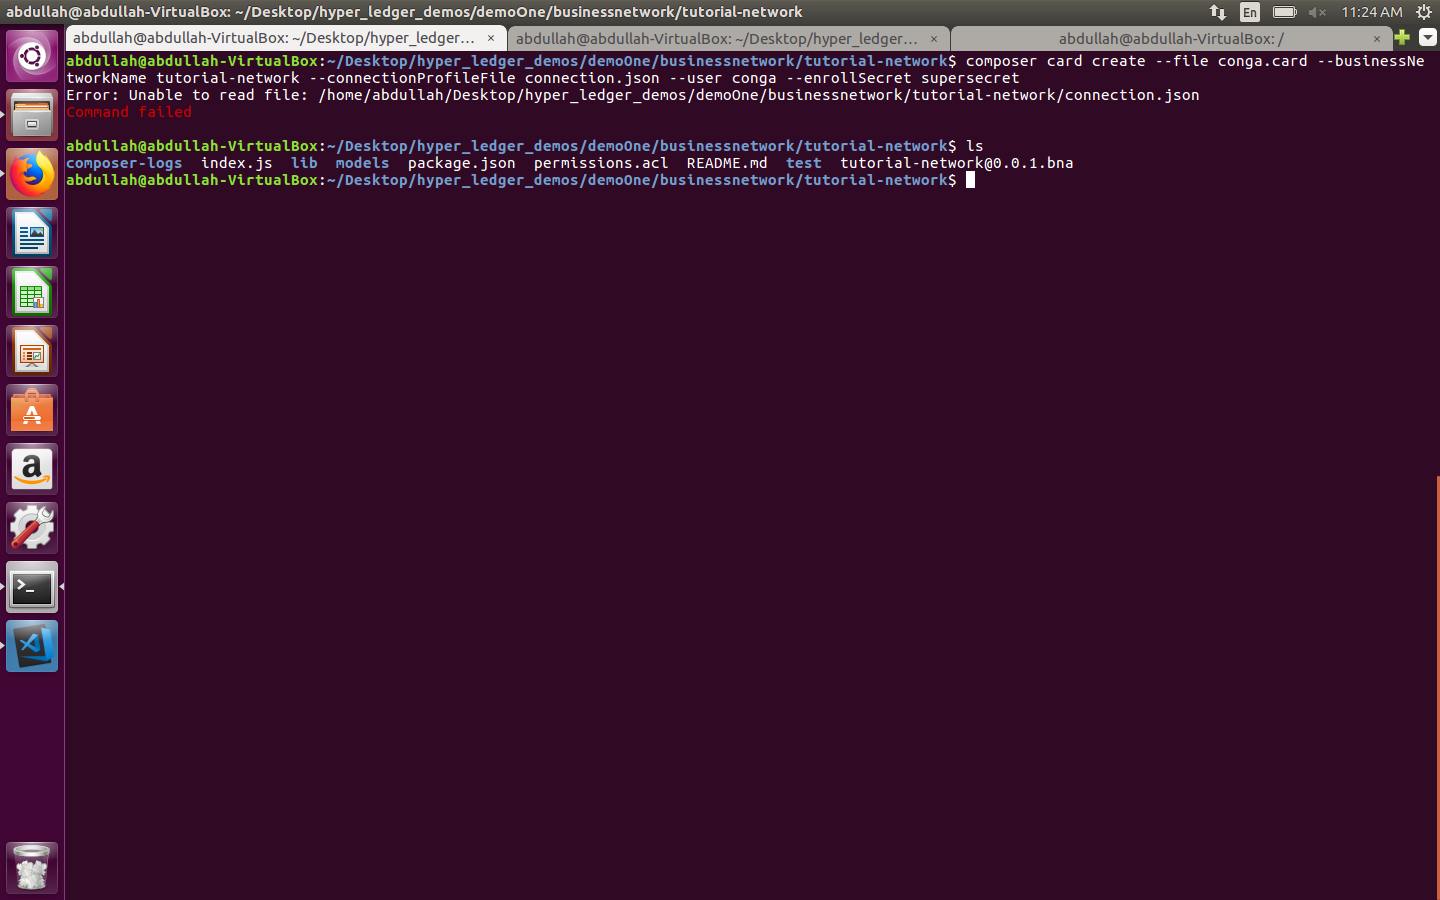 abdullah@abdullah-VirtualBox: ~/Desktop/hyper_ledger_demos/demoOne/businessnetwork/tutorial-network
En
11:24 AM
abdullah@abdullah-VirtualBox: ~/Desktop/hyper_ledger... ×
abdullah@abdullah-VirtualBox: ~/Desktop/hyper_ledger... ×
abdullah@abdullah-VirtualBox: / ×
abdullah@abdullah-VirtualBox:~/Desktop/hyper_ledger_demos/demoOne/businessnetwork/tutorial-network$ composer card create --file conga.card --businessNe
tworkName tutorial-network --connectionProfileFile connection.json --user conga --enrollSecret supersecret
Error: Unable to read file: /home/abdullah/Desktop/hyper_ledger_demos/demoOne/businessnetwork/tutorial-network/connection.json
Command failed
abdullah@abdullah-VirtualBox:~/Desktop/hyper_ledger_demos/demoOne/businessnetwork/tutorial-network$ ls
composer-logs index.js lib models package.json permissions.acl README.md test tutorial-network@0.0.1.bna
abdullah@abdullah-VirtualBox:~/Desktop/hyper_ledger_demos/demoOne/businessnetwork/tutorial-network$